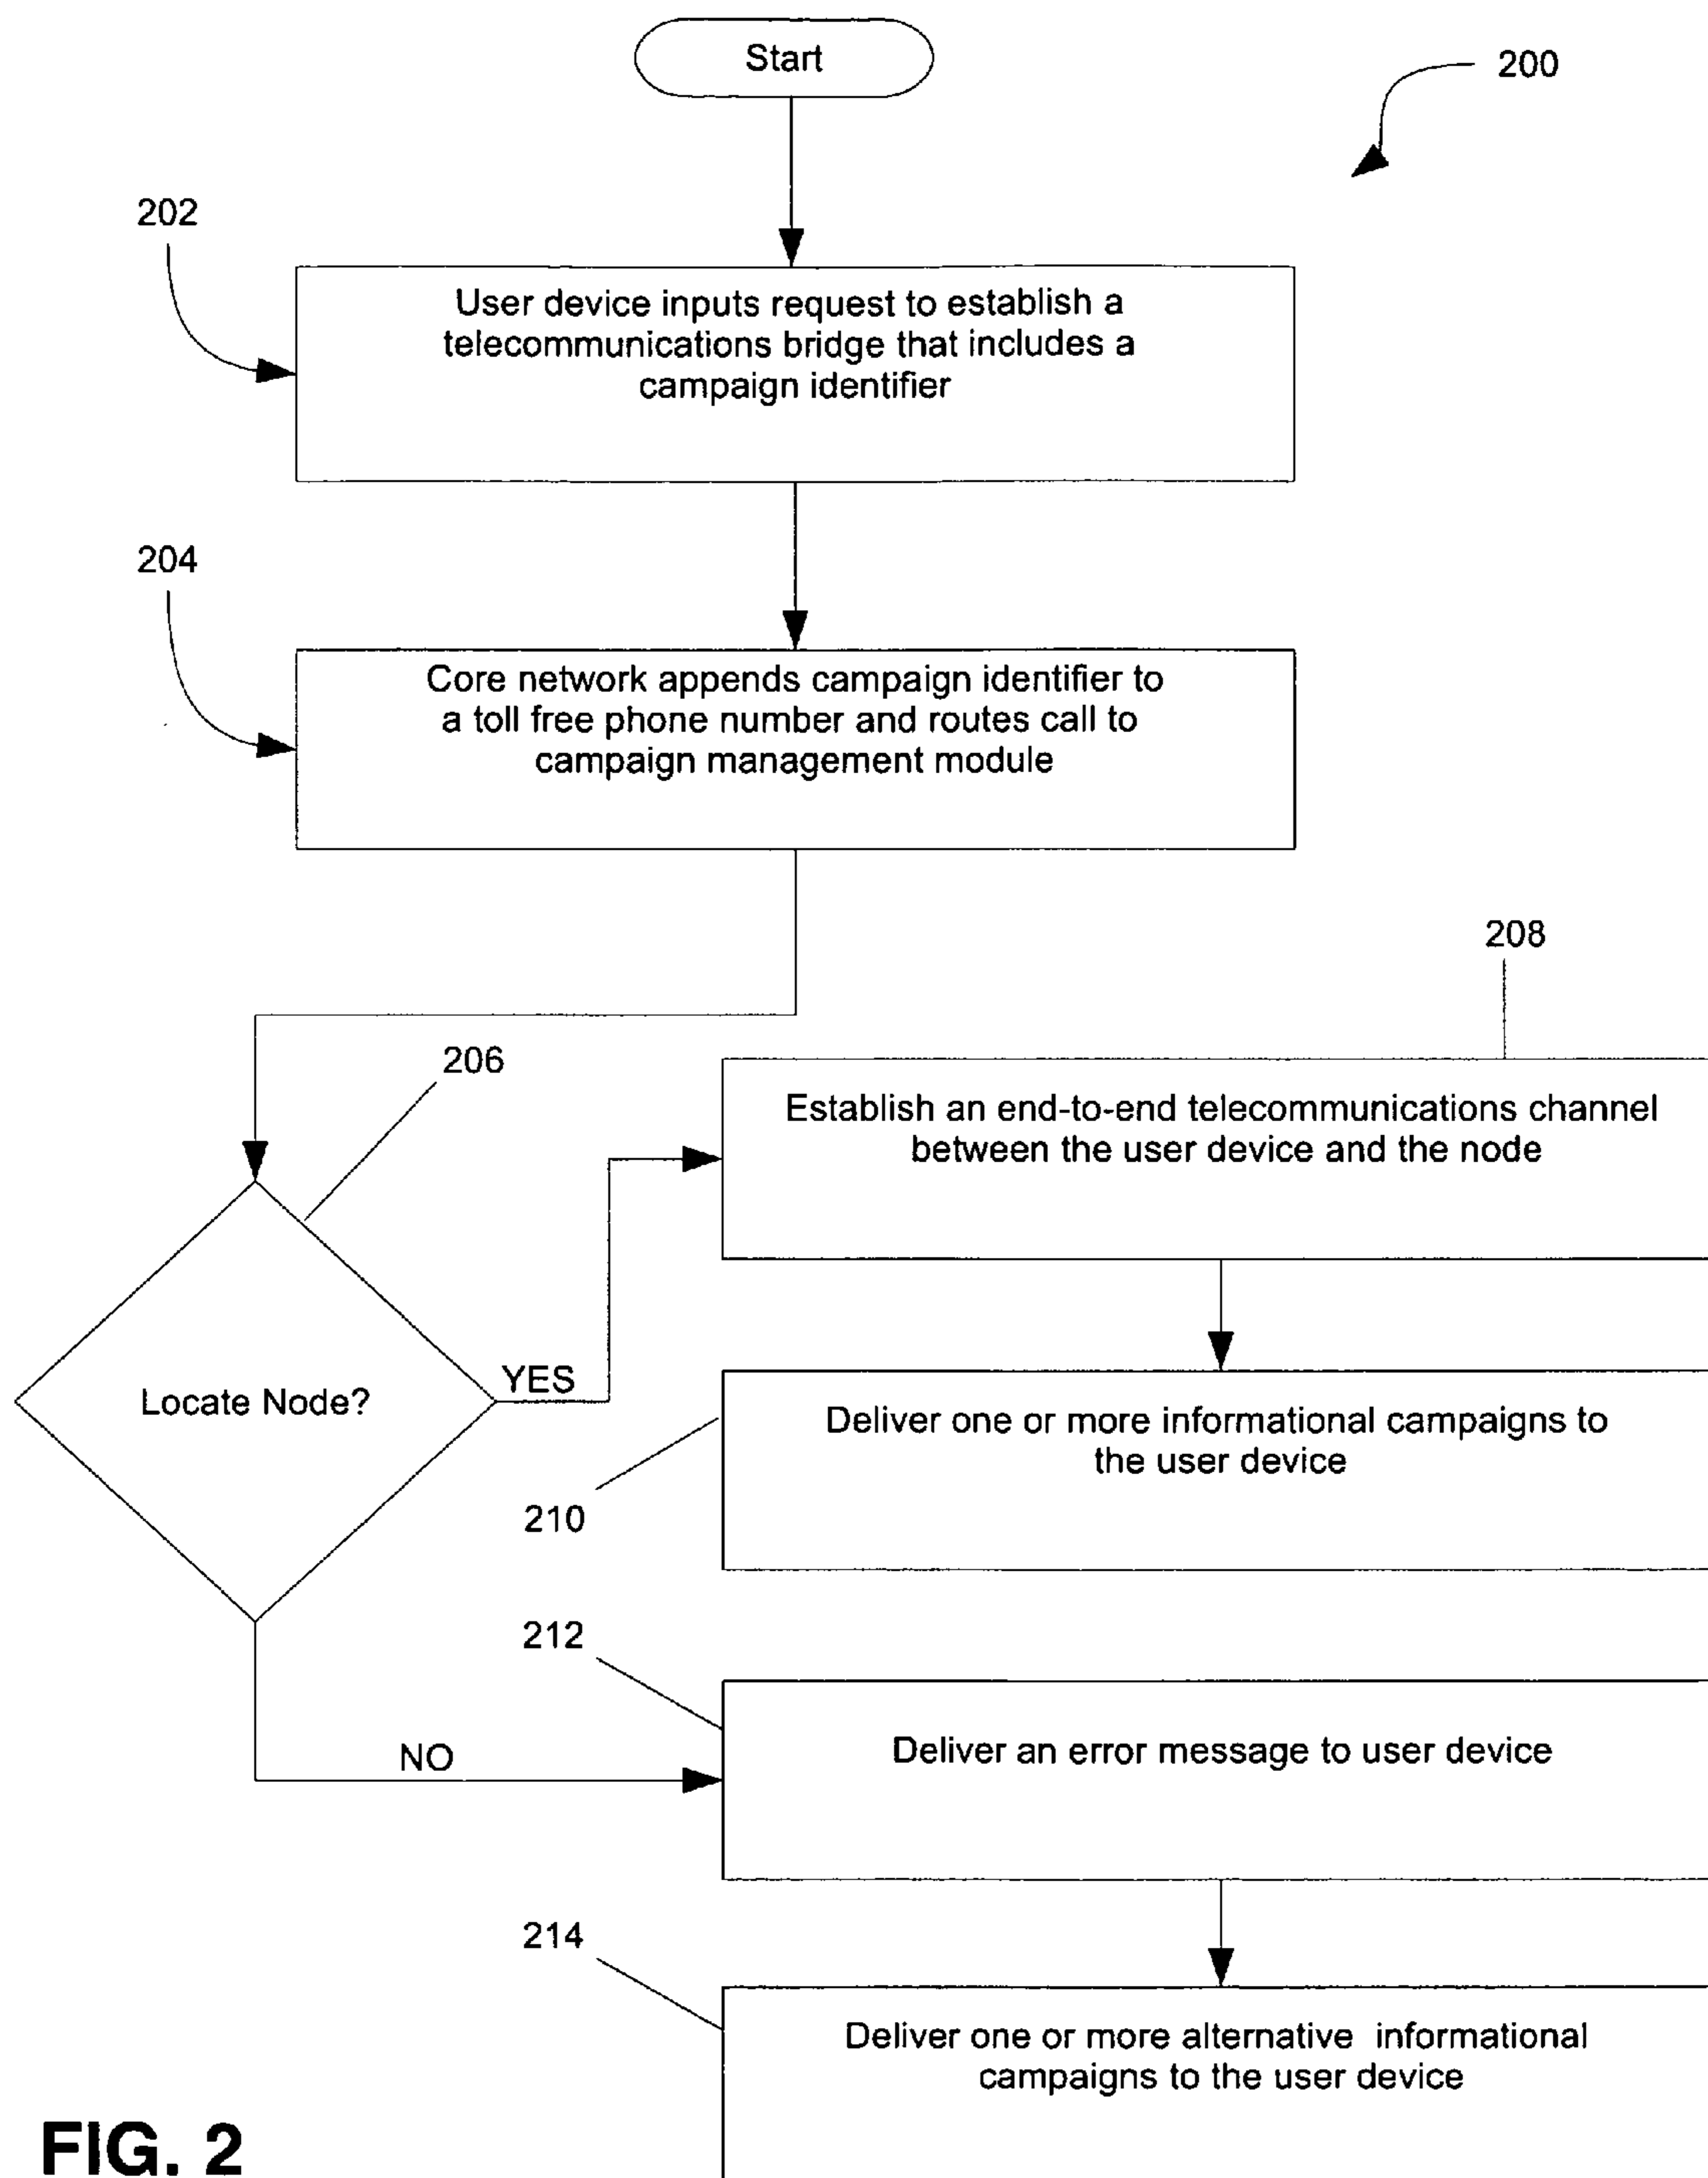 Start
200
202
User device inputs request to establish a
telecommunications bridge that includes a
campaign identifier
204
Core network appends campaign identifier to
a toll free phone number and routes call to
campaign management module
208
206
Establish an end-to-end telecommunications channel
between the user device and the node
YES
Locate Node?
Deliver one or more informational campaigns to
the user device
210
212
NO
Deliver an error message to user device
214
Deliver one or more alternative informational
campaigns to the user device
FIG. 2